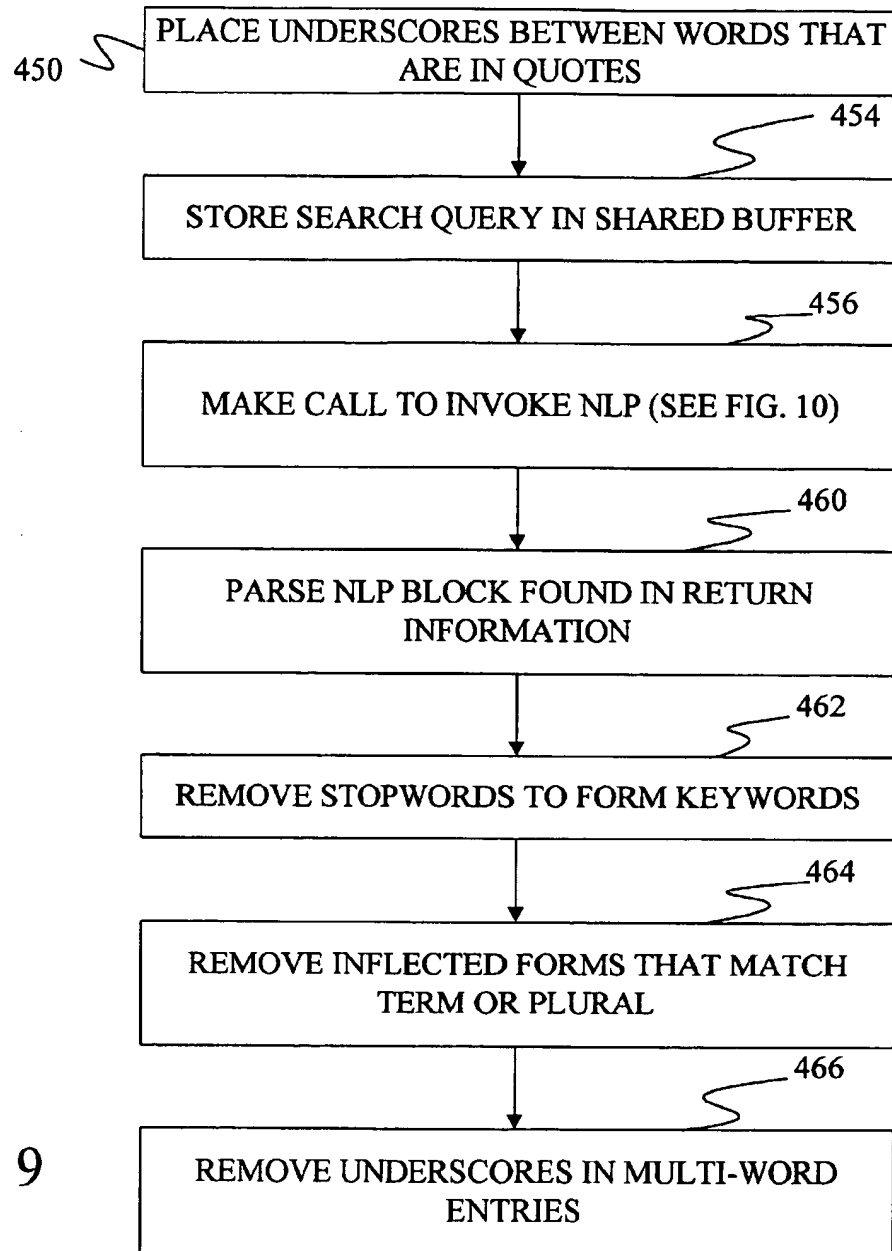 PLACE UNDERSCORES BETWEEN WORDS THAT
ARE IN QUOTES
450
454
STORE SEARCH QUERY IN SHARED BUFFER
456
MAKE CALL TO INVOKE NLP (SEE FIG. 10)
460
PARSE NLP BLOCK FOUND IN RETURN
INFORMATION
462
REMOVE STOPWORDS TO FORM KEYWORDS
464
REMOVE INFLECTED FORMS THAT MATCH
TERM OR PLURAL
466
9
REMOVE UNDERSCORES IN MULTI-WORD
ENTRIES